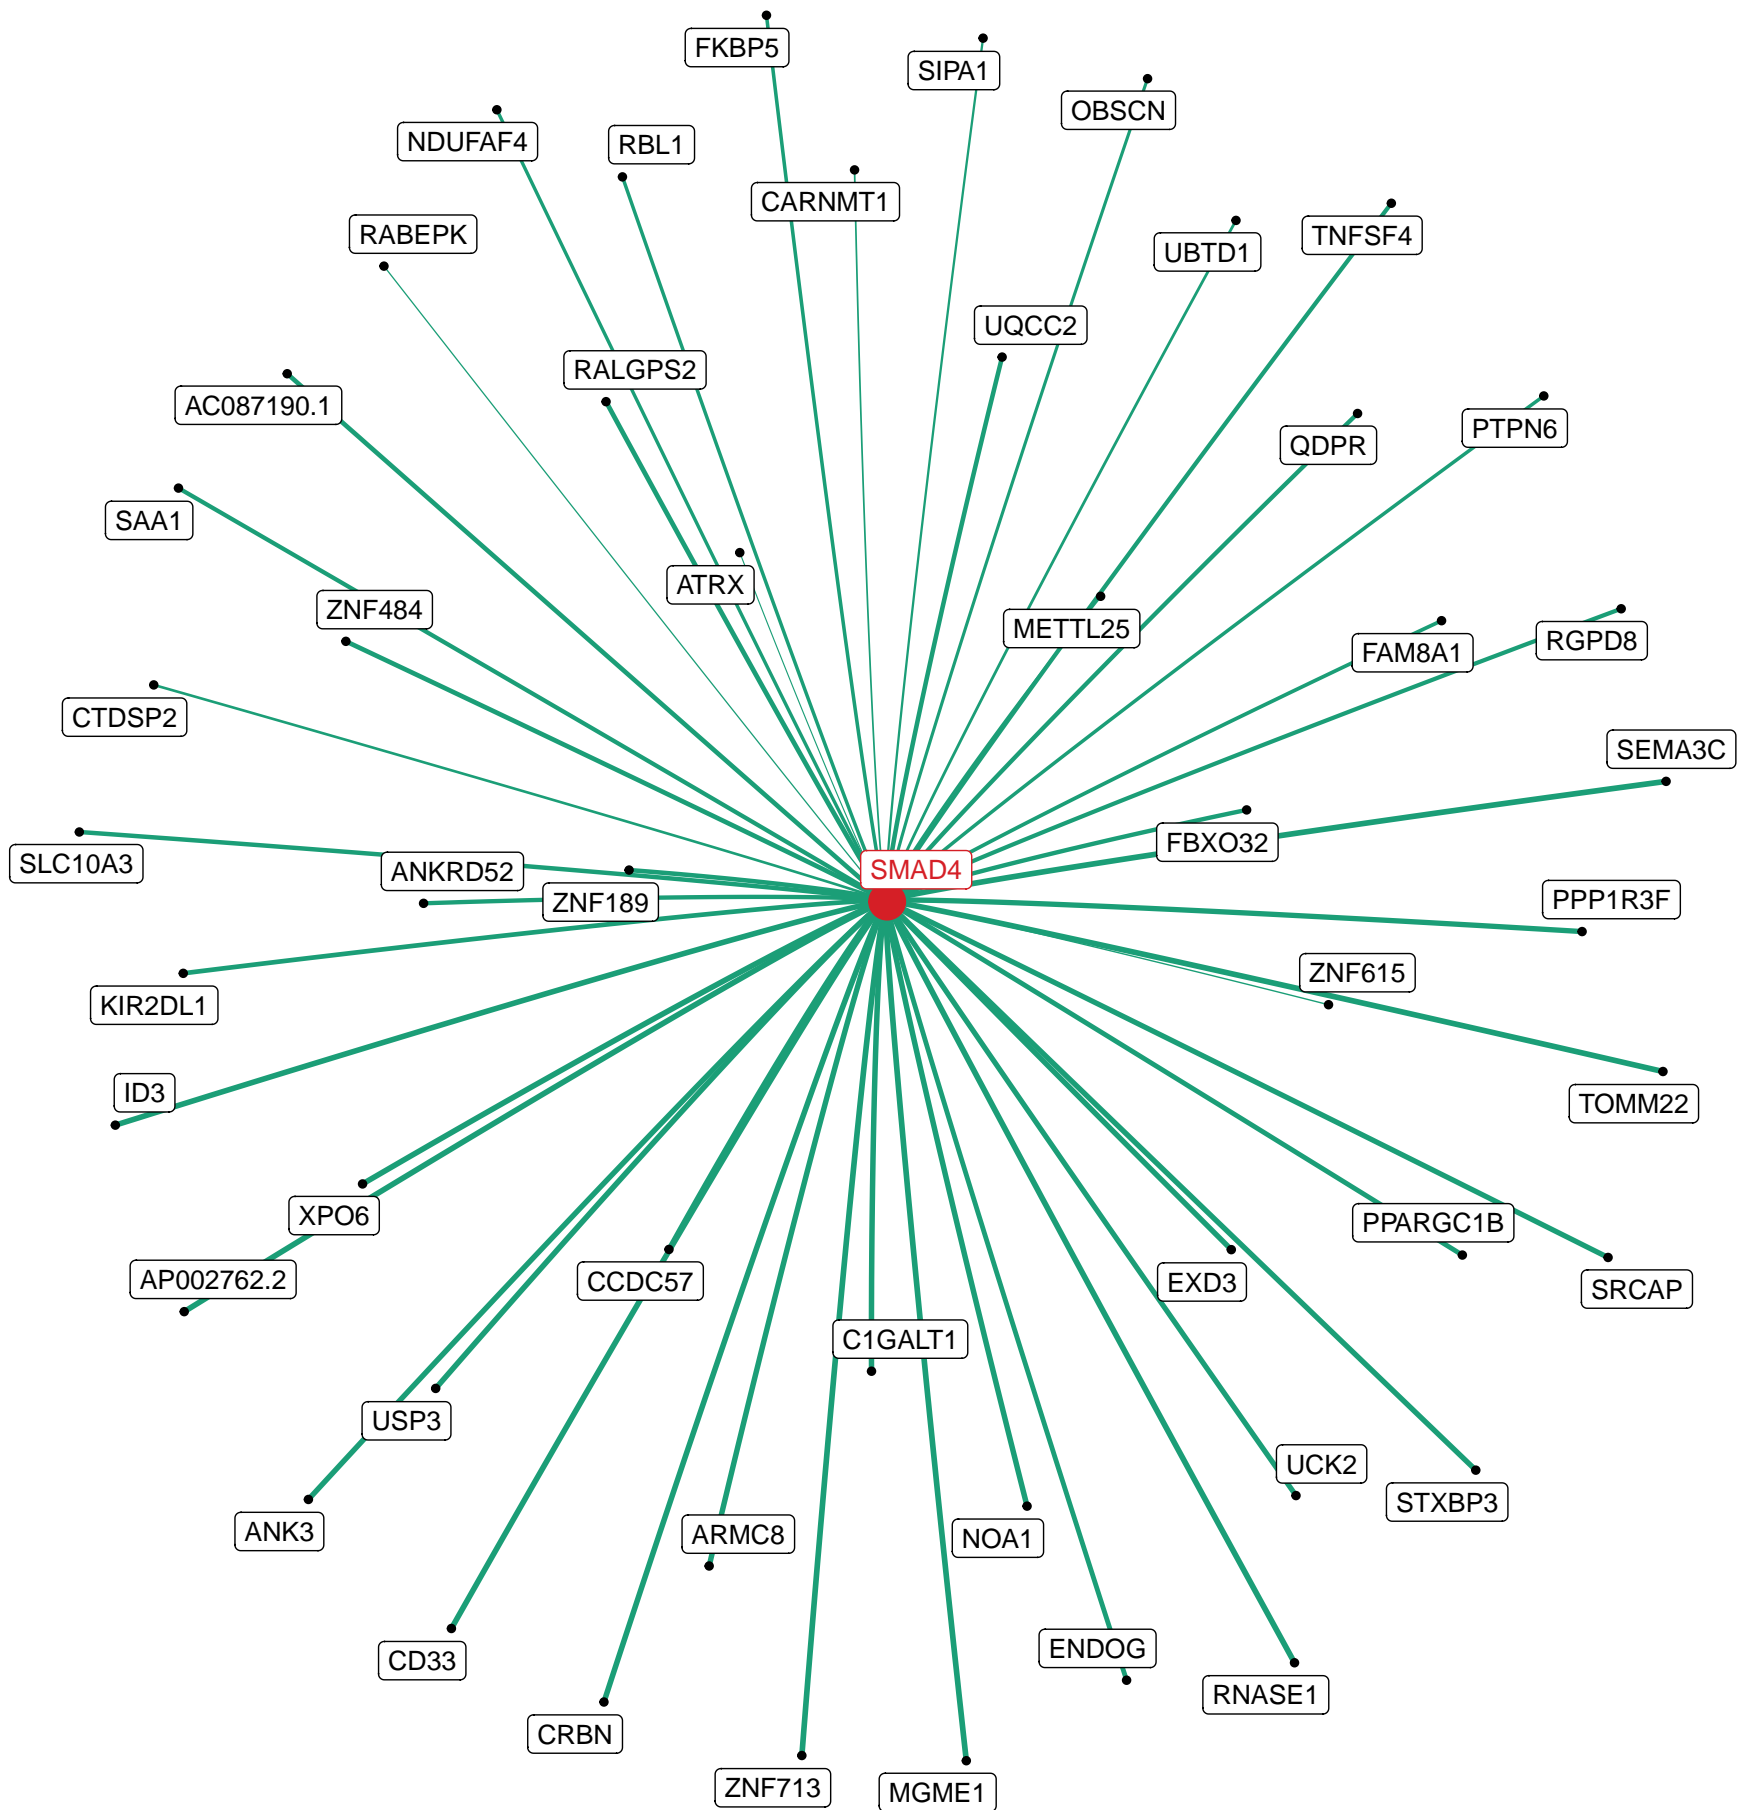 FKBP5
SIPA1
OBSCN
NDUFAF4
RBL1
CARNMT1
RABEPK
TNFSF4
UBTD1
UQCC2
RALGPS2
AC087190.1
PTPN6
QDPR
SAA1
ATRX
ZNF484
METTL25
RGPD8
FAM8A1
CTDSP2
SEMA3C
FBXO32
SLC10A3
ANKRD52
SMAD4
ZNF189
PPP1R3F
ZNF615
KIR2DL1
ID3
TOMM22
XPO6
PPARGC1B
AP002762.2
CCDC57
EXD3
SRCAP
C1GALT1
USP3
UCK2
STXBP3
ANK3
ARMC8
NOA1
ENDOG
CD33
RNASE1
CRBN
ZNF713
MGME1